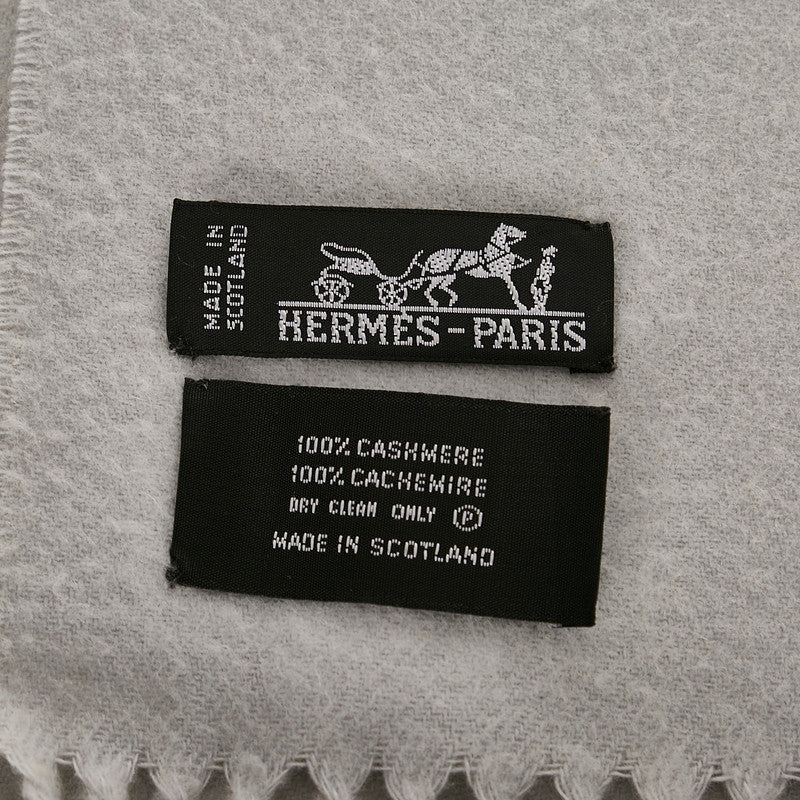 MADE IN
SCOTLAND
HERMES-PARIS
100% CASHMERE
100% CACHEMIRE
DRY CLEAN ONLY Ⓟ
MADE IN SCOTLAND